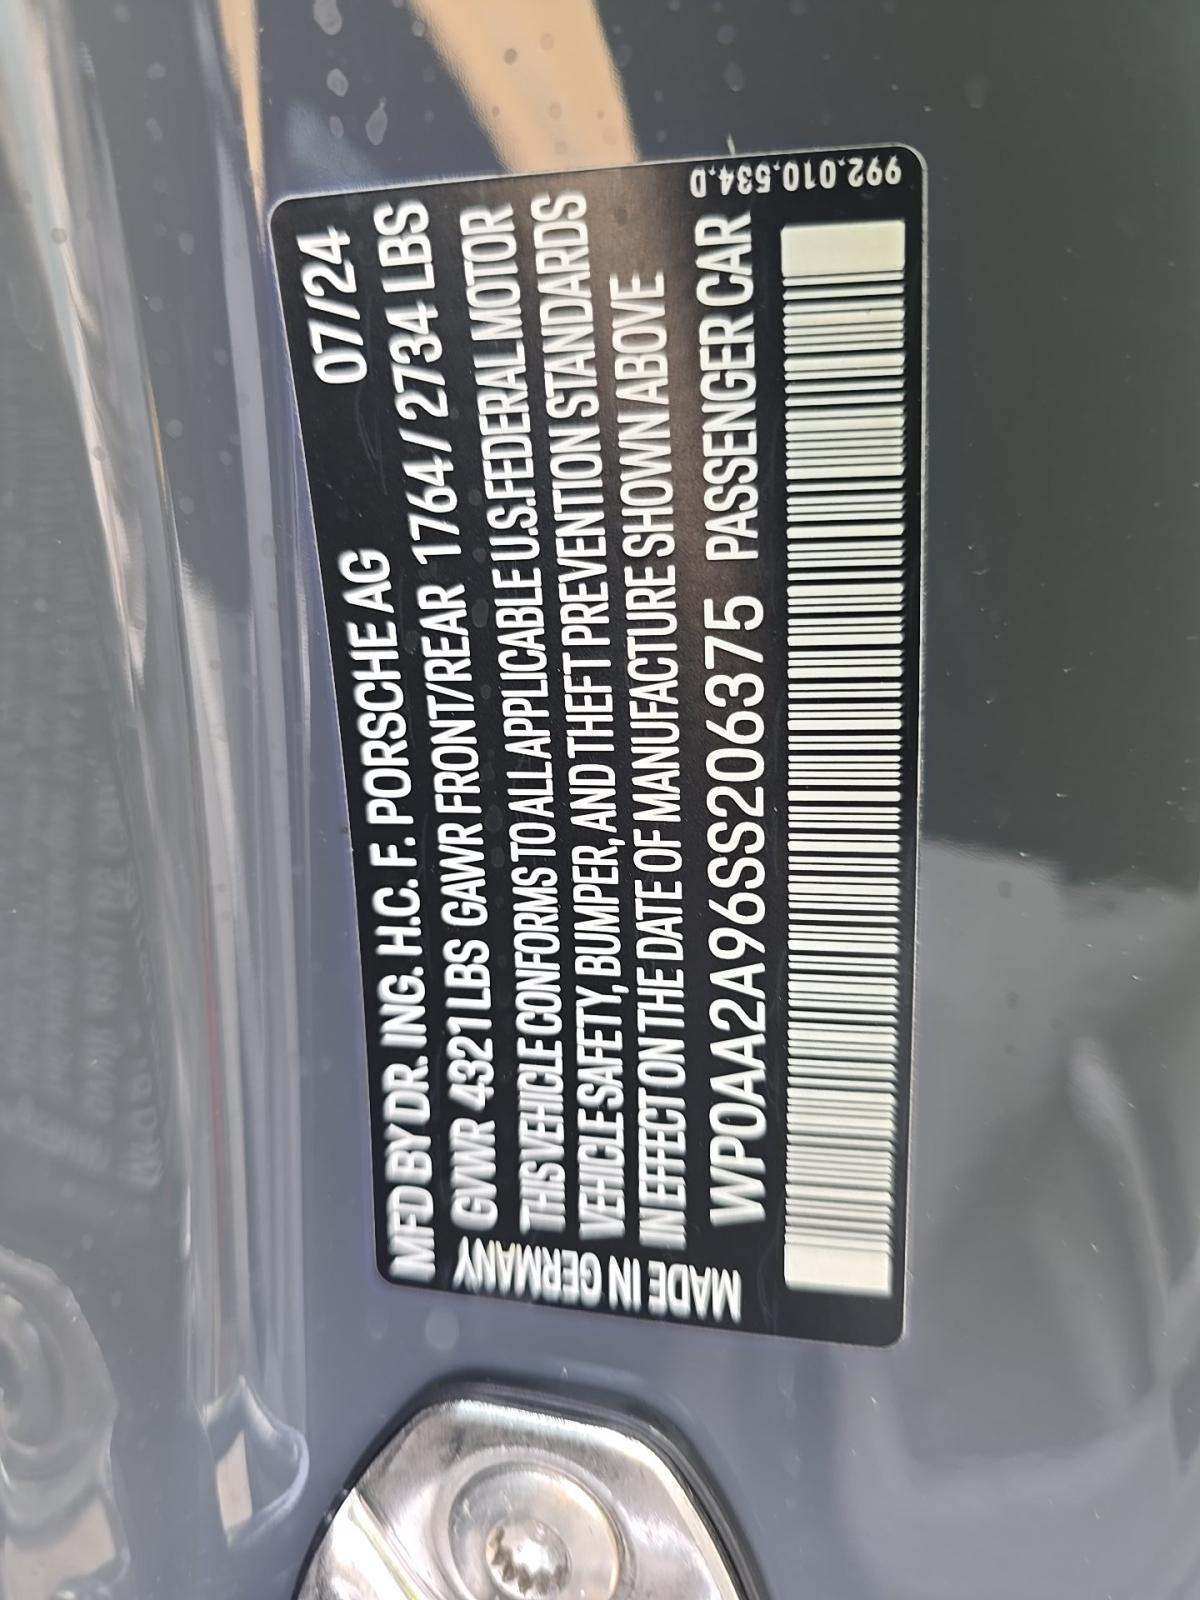 MFD BY DR. ING. H.C. F. PORSCHE AG 07/24
GVWR 4321 LBS GAWR FRONT/REAR 1764/2734 LBS
THIS VEHICLE CONFORMS TO ALL APPLICABLE U.S. FEDERAL MOTOR
VEHICLE SAFETY, BUMPER, AND THEFT PREVENTION STANDARDS
IN EFFECT ON THE DATE OF MANUFACTURE SHOWN ABOVE
WP0AA2A96SS206375 PASSENGER CAR
MADE IN GERMANY
992.010.534.D